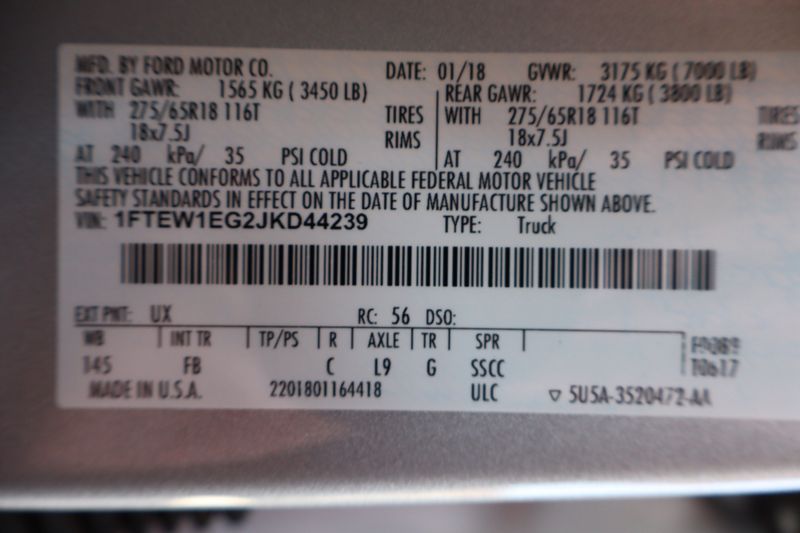 MFD. BY FORD MOTOR CO. DATE: 01/18 GVWR: 3175 KG ( 7000 LB)
FRONT GAWR: 1565 KG ( 3450 LB) REAR GAWR: 1724 KG ( 3800 LB)
WITH 275/65R18 116T TIRES WITH 275/65R18 116T TIRES
18x7.5J RIMS 18x7.5J RIMS
AT 240 kPa/ 35 PSI COLD AT 240 kPa/ 35 PSI COLD
THIS VEHICLE CONFORMS TO ALL APPLICABLE FEDERAL MOTOR VEHICLE
SAFETY STANDARDS IN EFFECT ON THE DATE OF MANUFACTURE SHOWN ABOVE.
VIN: 1FTEW1EG2JKD44239 TYPE: Truck
EXT PNT: UX RC: 56 DSO:
WB INT TR TP/PS R AXLE TR SPR
145 FB C L9 G SSCC T0617
MADE IN U.S.A. 2201801164418 ULC ▽ 5U5A-3520472-AA